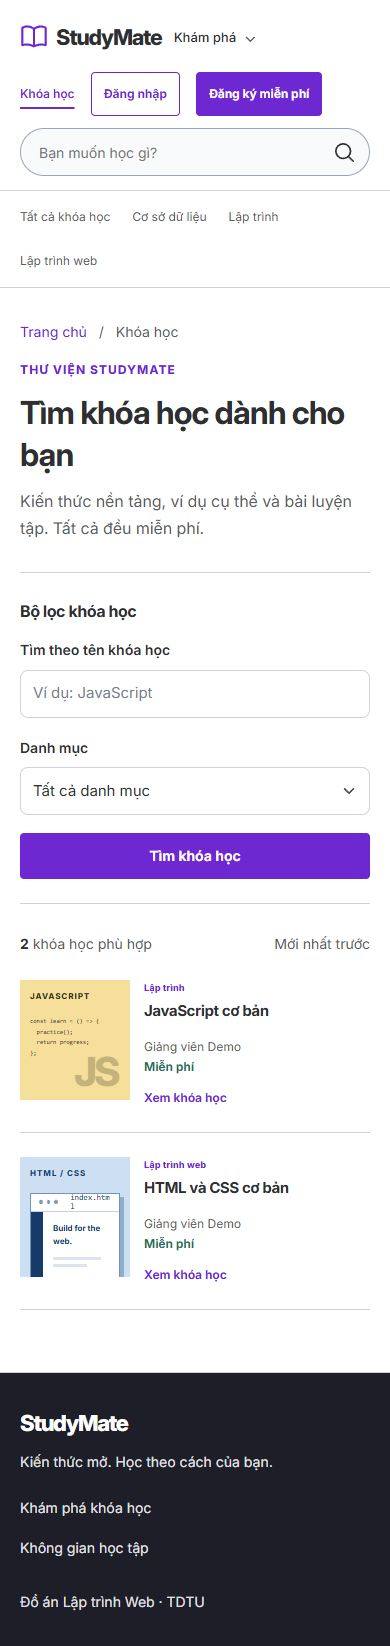 StudyMate Khám phá
Khóa học Đăng nhập Đăng ký miễn phí
Bạn muốn học gì?
Tất cả khóa học Cơ sở dữ liệu Lập trình
Lập trình web
Trang chủ / Khóa học
THƯ VIỆN STUDYMATE
Tìm khóa học dành cho
bạn
Kiến thức nền tảng, ví dụ cụ thể và bài luyện
tập. Tất cả đều miễn phí.
Bộ lọc khóa học
Tìm theo tên khóa học
Ví dụ: JavaScript
Danh mục
Tất cả danh mục
Tìm khóa học
2 khóa học phù hợp Mới nhất trước
JAVASCRIPT
const learn = () => {
practice();
return progress;
};
JS
Lập trình
JavaScript cơ bản
Giảng viên Demo
Miễn phí
Xem khóa học
HTML / CSS
index.htm
l
Build for the
web.
Lập trình web
HTML và CSS cơ bản
Giảng viên Demo
Miễn phí
Xem khóa học
StudyMate
Kiến thức mở. Học theo cách của bạn.
Khám phá khóa học
Không gian học tập
Đồ án Lập trình Web · TDTU